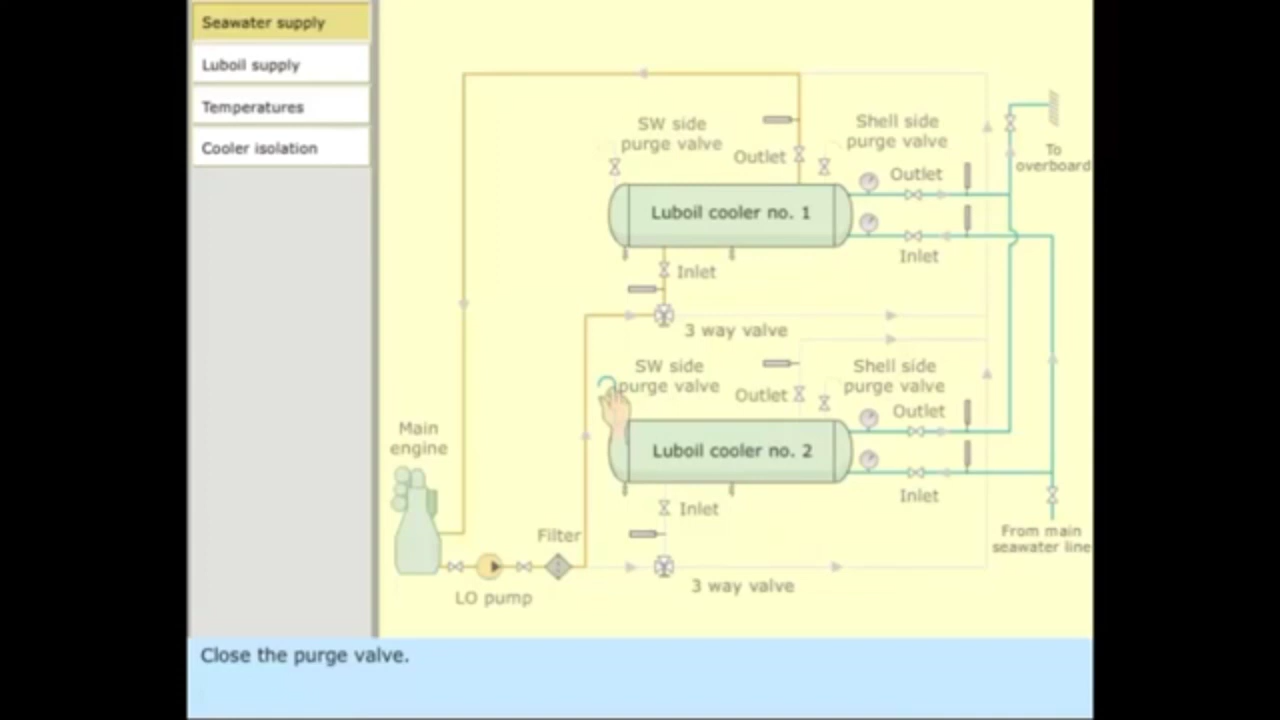 Seawater supply
Luboil supply
Temperatures
Cooler isolation
SW side
purge valve
Shell side
purge valve
Outlet
Outlet
To
overboard
Luboil cooler no. 1
Inlet
Inlet
3 way valve
SW side
purge valve
Shell side
purge valve
Outlet
Outlet
Main
engine
Luboil cooler no. 2
Inlet
Inlet
Filter
From main
seawater line
LO pump
3 way valve
Close the purge valve.